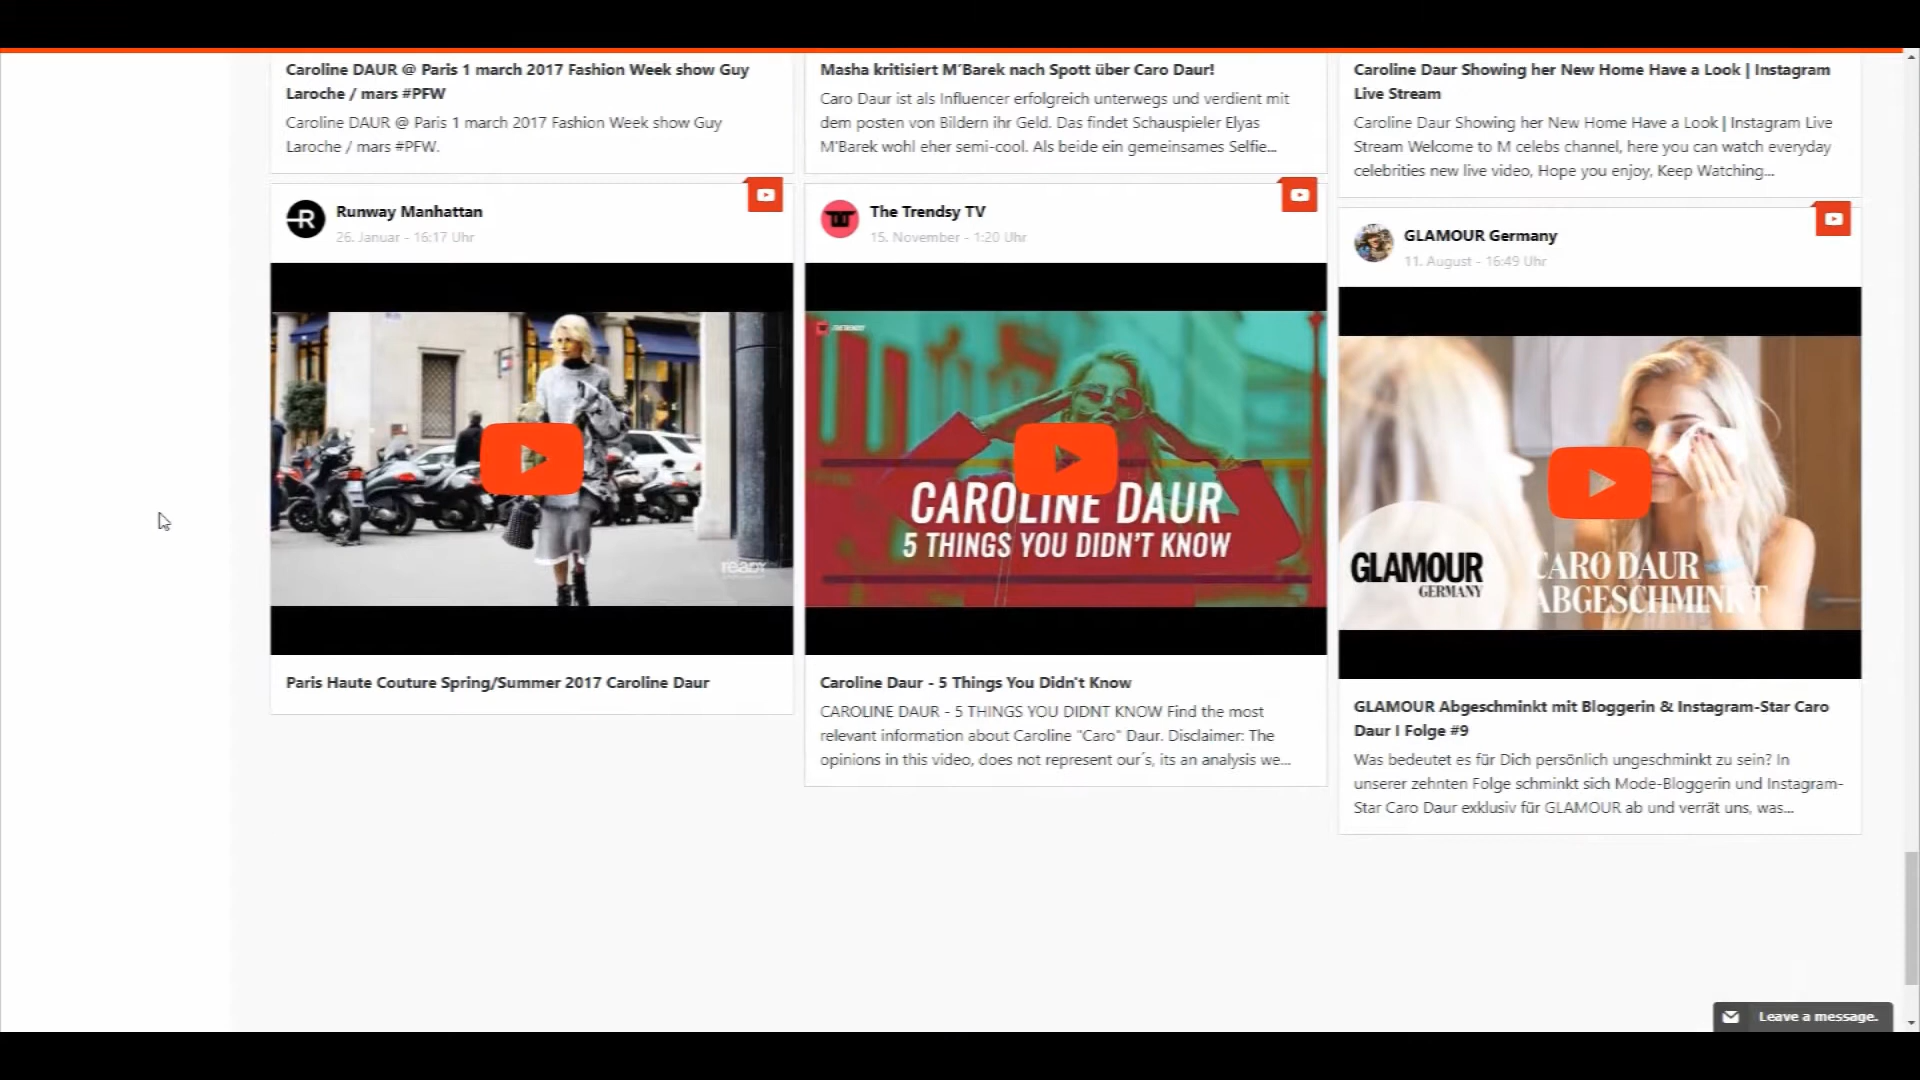 Caroline DAUR @ Paris 1 march 2017 Fashion Week show Guy
Laroche / mars #PFW
Caroline DAUR @ Paris 1 march 2017 Fashion Week show Guy
Laroche / mars #PFW.
Masha kritisiert M´Barek nach Spott über Caro Daur!
Caro Daur ist als Influencer erfolgreich unterwegs und verdient mit
dem posten von Bildern ihr Geld. Das findet Schauspieler Elyas
M'Barek wohl eher semi-cool. Als beide ein gemeinsames Selfie...
Caroline Daur Showing her New Home Have a Look | Instagram
Live Stream
Caroline Daur Showing her New Home Have a Look | Instagram Live
Stream Welcome to M celebs channel, here you can watch everyday
celebrities new live video, Hope you enjoy, Keep Watching...
R
Runway Manhattan
26. Januar - 16:17 Uhr
ready
Paris Haute Couture Spring/Summer 2017 Caroline Daur
The Trendsy TV
15. November - 1:20 Uhr
CAROLINE DAUR
5 THINGS YOU DIDN'T KNOW
Caroline Daur - 5 Things You Didn't Know
CAROLINE DAUR - 5 THINGS YOU DIDNT KNOW Find the most
relevant information about Caroline "Caro" Daur. Disclaimer: The
opinions in this video, does not represent our´s, its an analysis we...
GLAMOUR Germany
11. August - 16:49 Uhr
GLAMOUR
GERMANY
CARO DAUR
ABGESCHMINKT
GLAMOUR Abgeschminkt mit Bloggerin & Instagram-Star Caro
Daur I Folge #9
Was bedeutet es für Dich persönlich ungeschminkt zu sein? In
unserer zehnten Folge schminkt sich Mode-Bloggerin und Instagram-
Star Caro Daur exklusiv für GLAMOUR ab und verrät uns, was...
Leave a message.